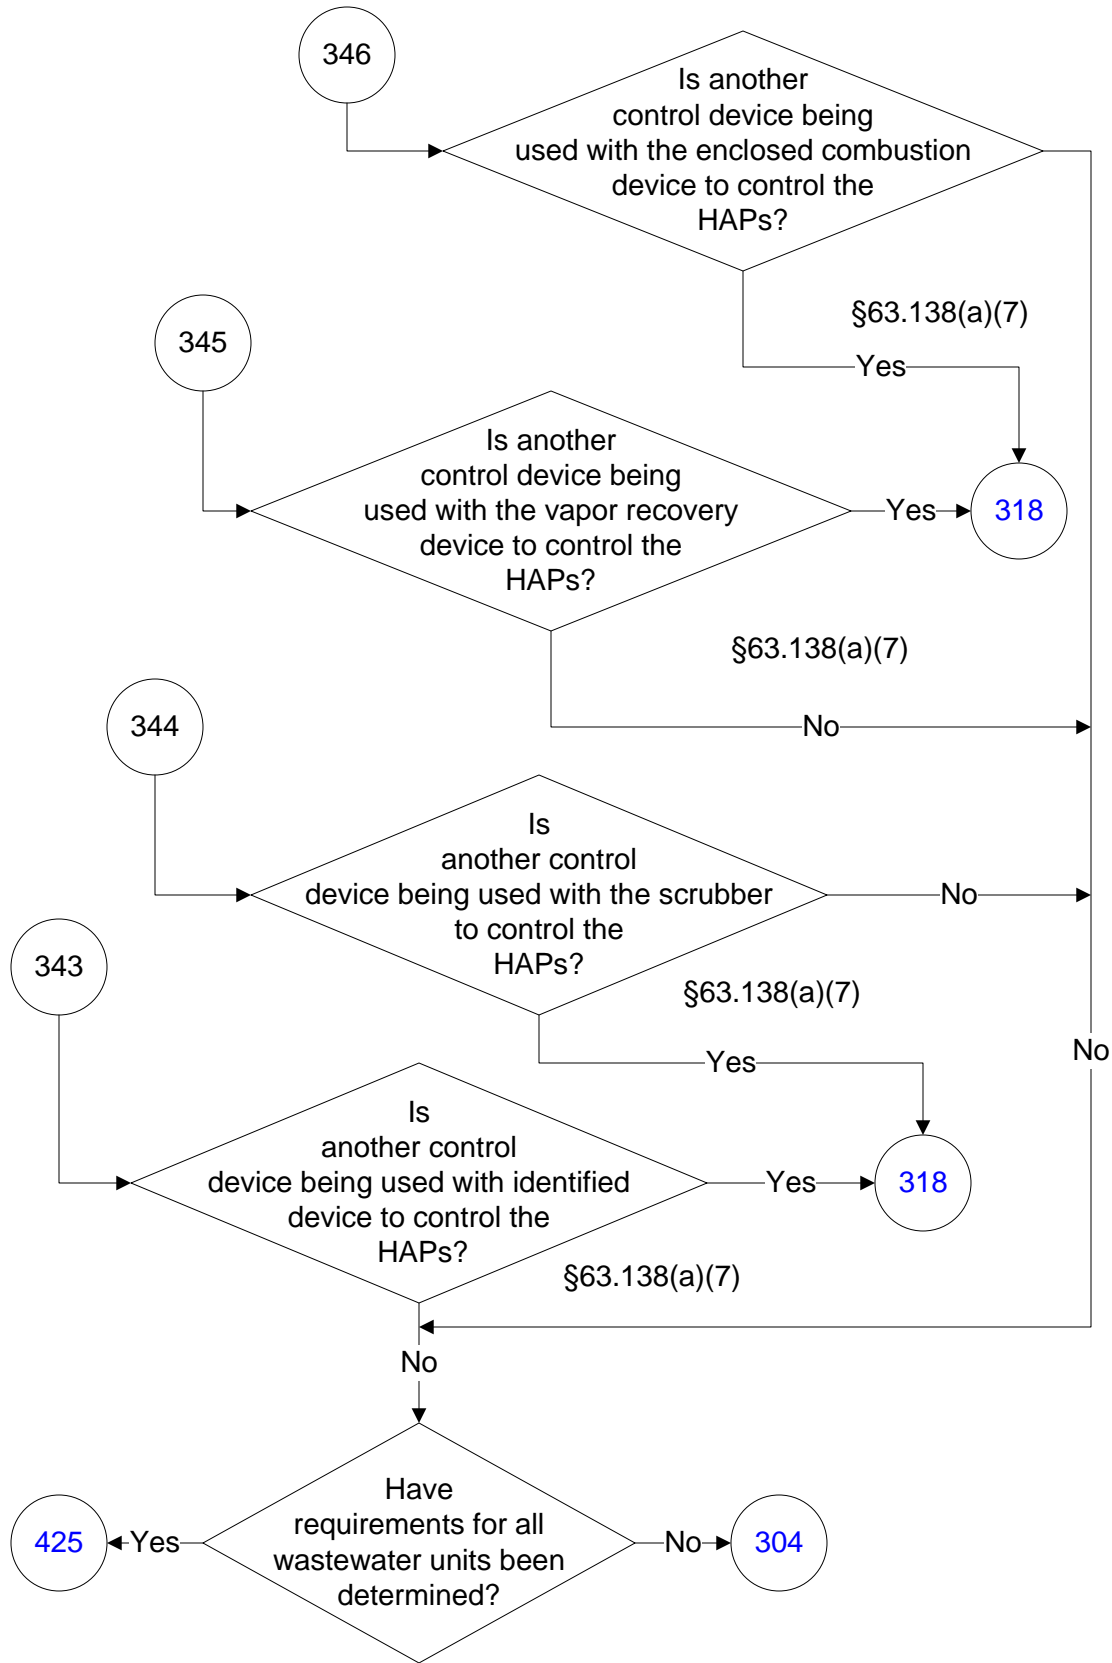 346
Is another
control device being
used with the enclosed combustion
device to control the
HAPs?
§63.138(a)(7)
Yes
345
Is another
control device being
used with the vapor recovery
device to control the
HAPs?
Yes
318
§63.138(a)(7)
No
344
Is
another control
device being used with the scrubber
to control the
HAPs?
No
§63.138(a)(7)
Yes
No
343
Is
another control
device being used with identified
device to control the
HAPs?
Yes
318
§63.138(a)(7)
No
Have
requirements for all
wastewater units been
determined?
425
Yes
No
304